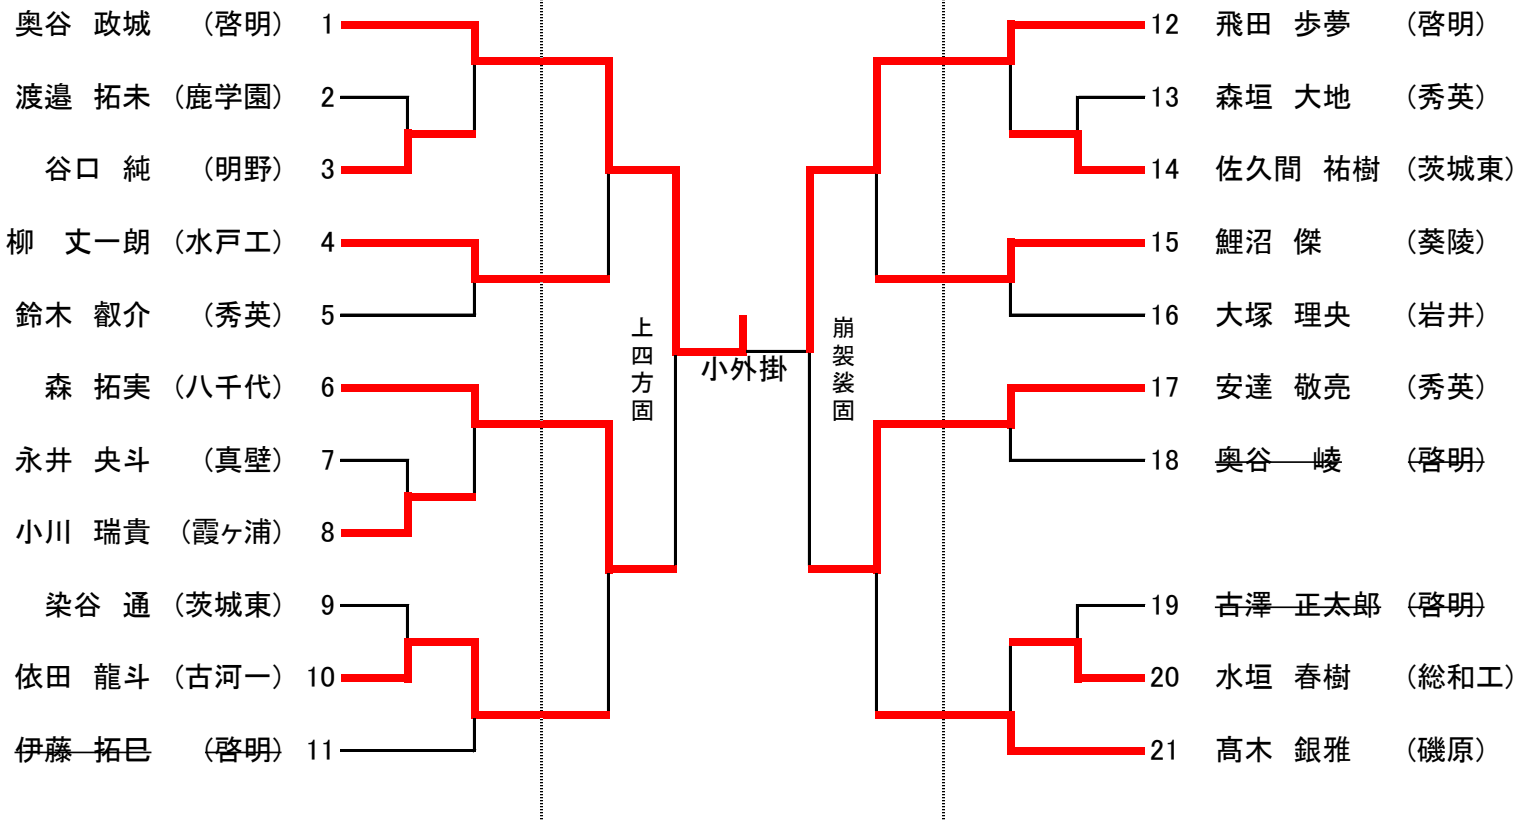 奥谷 政城 （啓明） 1
渡邉 拓未 （鹿学園） 2
谷口 純 （明野） 3
柳 丈一朗 （水戸工） 4
鈴木 叡介 （秀英） 5
森 拓実 （八千代） 6
永井 央斗 （真壁） 7
小川 瑞貴 （霞ヶ浦） 8
染谷 通 （茨城東） 9
依田 龍斗 （古河一） 10
伊藤 拓巳 （啓明） 11
上四方固
小外掛
崩袈裟固
12 飛田 歩夢 （啓明）
13 森垣 大地 （秀英）
14 佐久間 祐樹 （茨城東）
15 鯉沼 傑 （葵陵）
16 大塚 理央 （岩井）
17 安達 敬亮 （秀英）
18 奥谷 崚 （啓明）
19 古澤 正太郎 （啓明）
20 水垣 春樹 （総和工）
21 髙木 銀雅 （磯原）